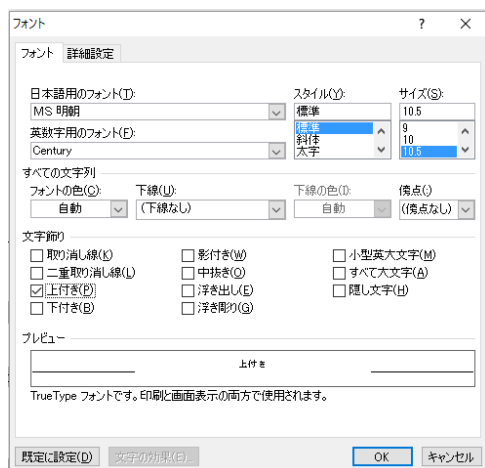 フォント ? ×
フォント 詳細設定
日本語用のフォント(T): スタイル(Y): サイズ(S):
MS 明朝 標準 10.5
標準 9
英数字用のフォント(F): 斜体 10
Century 太字 10.5
すべての文字列
フォントの色(C): 下線(U): 下線の色(I): 傍点(:)
自動 (下線なし) 自動 (傍点なし)
文字飾り
取り消し線(K) 影付き(W) 小型英大文字(M)
二重取り消し線(L) 中抜き(O) すべて大文字(A)
上付き(P) 浮き出し(E) 隠し文字(H)
下付き(B) 浮き彫り(G)
プレビュー
上付き
TrueType フォントです。印刷と画面表示の両方で使用されます。
既定に設定(D) 文字の効果(E)... OK キャンセル